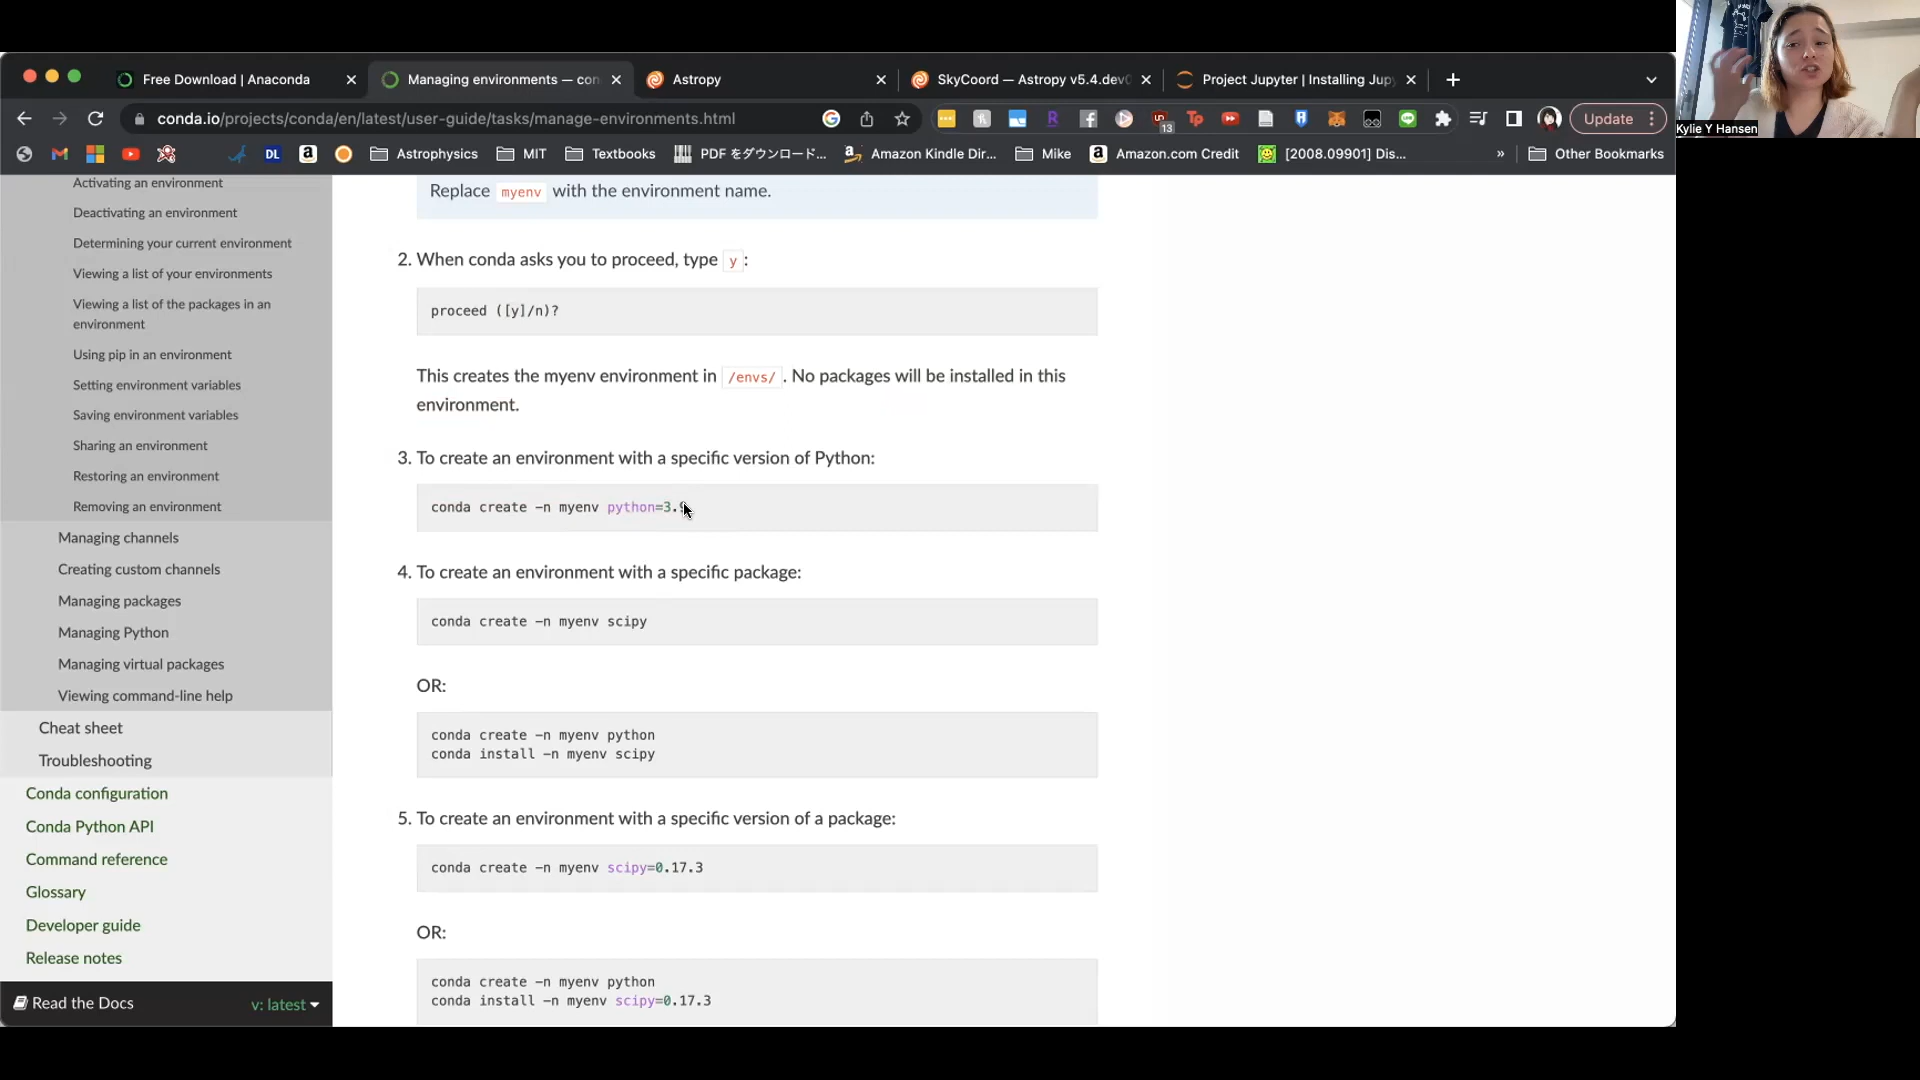 Free Download | Anaconda
Managing environments — con
Astropy
SkyCoord — Astropy v5.4.dev0
Project Jupyter | Installing Jup
conda.io/projects/conda/en/latest/user-guide/tasks/manage-environments.html
13
Update
DL
Astrophysics
MIT
Textbooks
PDF をダウンロード...
Amazon Kindle Dir...
Mike
Amazon.com Credit
[2008.09901] Dis...
»
Other Bookmarks
Kylie Y Hansen
Activating an environment
Deactivating an environment
Determining your current environment
Viewing a list of your environments
Viewing a list of the packages in an
environment
Using pip in an environment
Setting environment variables
Saving environment variables
Sharing an environment
Restoring an environment
Removing an environment
Managing channels
Creating custom channels
Managing packages
Managing Python
Managing virtual packages
Viewing command-line help
Cheat sheet
Troubleshooting
Conda configuration
Conda Python API
Command reference
Glossary
Developer guide
Release notes
Read the Docs
v: latest
Replace myenv with the environment name.
2. When conda asks you to proceed, type y:
proceed ([y]/n)?
This creates the myenv environment in /envs/. No packages will be installed in this
environment.
3. To create an environment with a specific version of Python:
conda create -n myenv python=3.9
4. To create an environment with a specific package:
conda create -n myenv scipy
OR:
conda create -n myenv python
conda install -n myenv scipy
5. To create an environment with a specific version of a package:
conda create -n myenv scipy=0.17.3
OR:
conda create -n myenv python
conda install -n myenv scipy=0.17.3